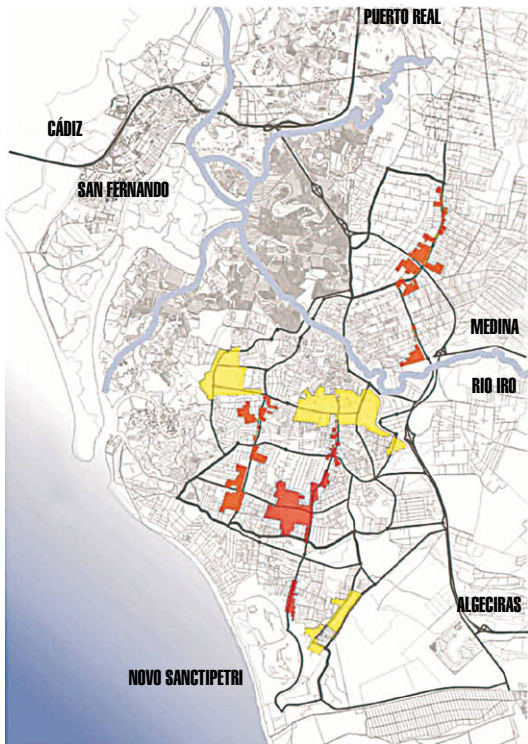 PUERTO REAL
CÁDIZ
SAN FERNANDO
MEDINA
RIO IRO
ALGECIRAS
NOVO SANCTIPETRI